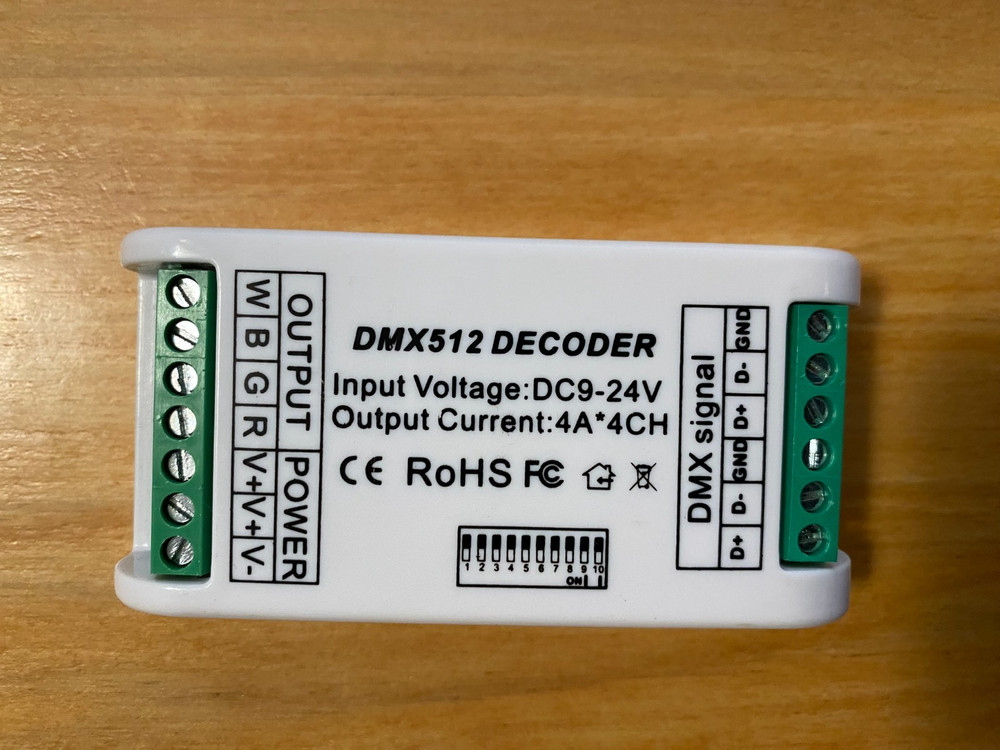 DMX512 DECODER
Input Voltage:DC9-24V
Output Current:4A*4CH
CE RoHS FC
1 2 3 4 5 6 7 8 9 10
ON
OUTPUT
W B G R
POWER
V+ V+ V-
DMX signal
D+ D- GND D+ D- GND